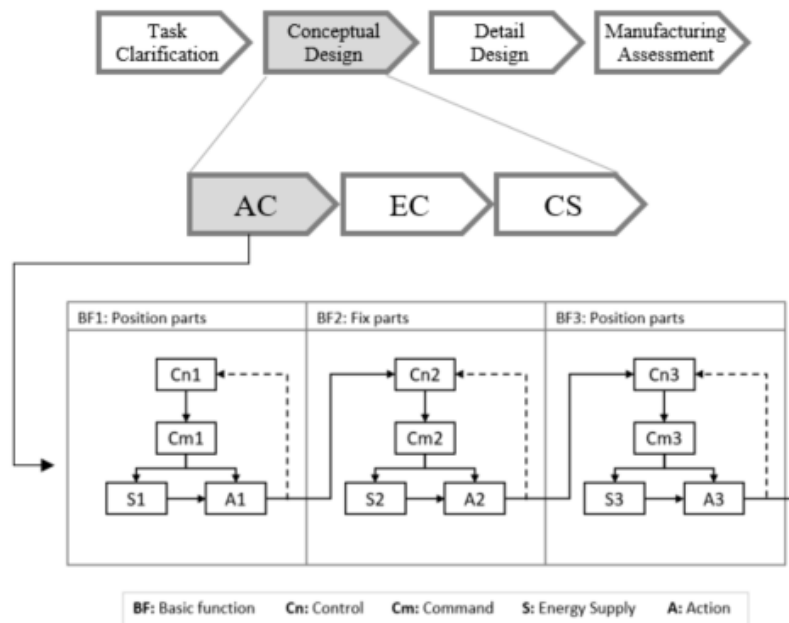 Task
Clarification
Conceptual
Design
Detail
Design
Manufacturing
Assessment
AC
EC
CS
BF1: Position parts
BF2: Fix parts
BF3: Position parts
Cn1
Cn2
Cn3
Cm1
Cm2
Cm3
S1
A1
S2
A2
S3
A3
BF: Basic function Cn: Control Cm: Command S: Energy Supply A: Action